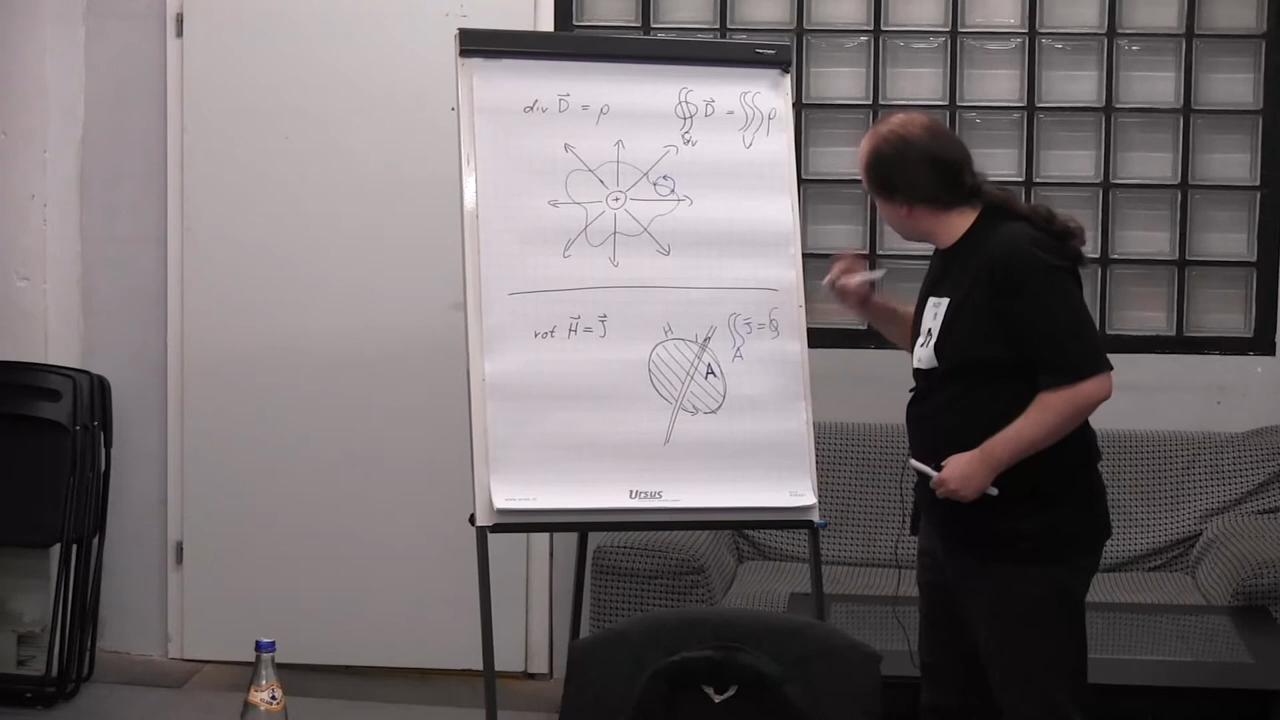 div D⃗ = ρ
∯ D⃗ = ∭ ρ
∂V V
+
rot H⃗ = J⃗
H
∬ J⃗ = ∮
A
A
Ursus